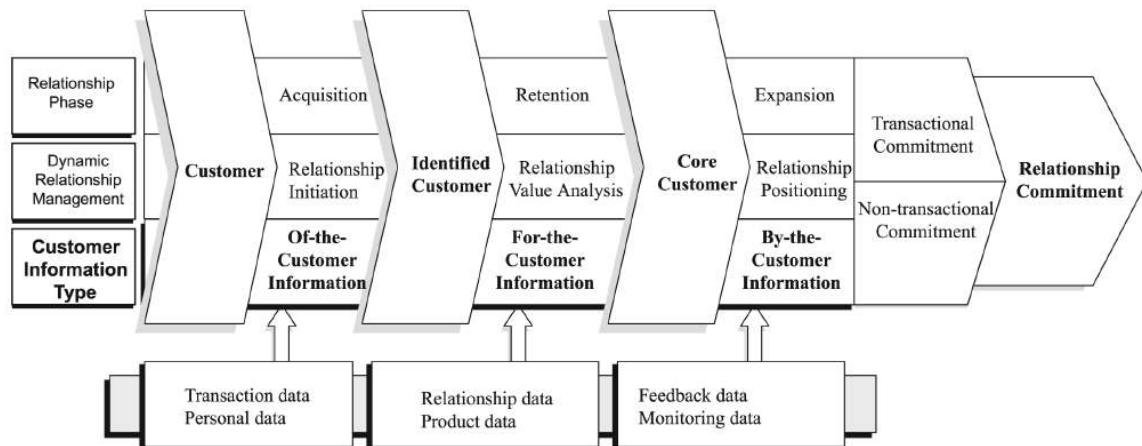 Relationship
Phase
Acquisition
Retention
Expansion
Dynamic
Relationship
Management
Customer
Relationship
Initiation
Identified
Customer
Relationship
Value Analysis
Core
Customer
Relationship
Positioning
Transactional
Commitment
Non-transactional
Commitment
Relationship
Commitment
Customer
Information
Type
Of-the-
Customer
Information
For-the-
Customer
Information
By-the-
Customer
Information
Transaction data
Personal data
Relationship data
Product data
Feedback data
Monitoring data